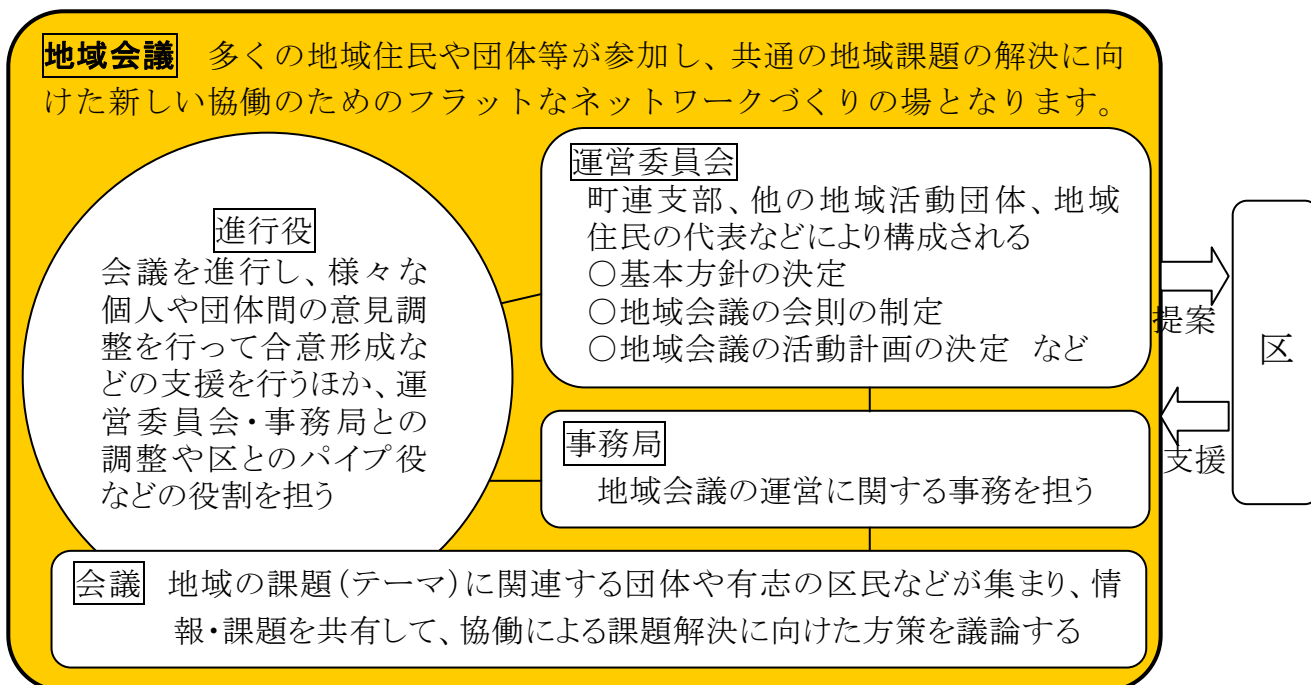 地域会議 多くの地域住民や団体等が参加し、共通の地域課題の解決に向
けた新しい協働のためのフラットなネットワークづくりの場となります。
進行役
会議を進行し、様々な
個人や団体間の意見調
整を行って合意形成な
どの支援を行うほか、運
営委員会・事務局との
調整や区とのパイプ役
などの役割を担う
運営委員会
町連支部、他の地域活動団体、地域
住民の代表などにより構成される
○基本方針の決定
○地域会議の会則の制定
○地域会議の活動計画の決定 など
事務局
地域会議の運営に関する事務を担う
会議 地域の課題(テーマ)に関連する団体や有志の区民などが集まり、情
報・課題を共有して、協働による課題解決に向けた方策を議論する
提案
支援
区